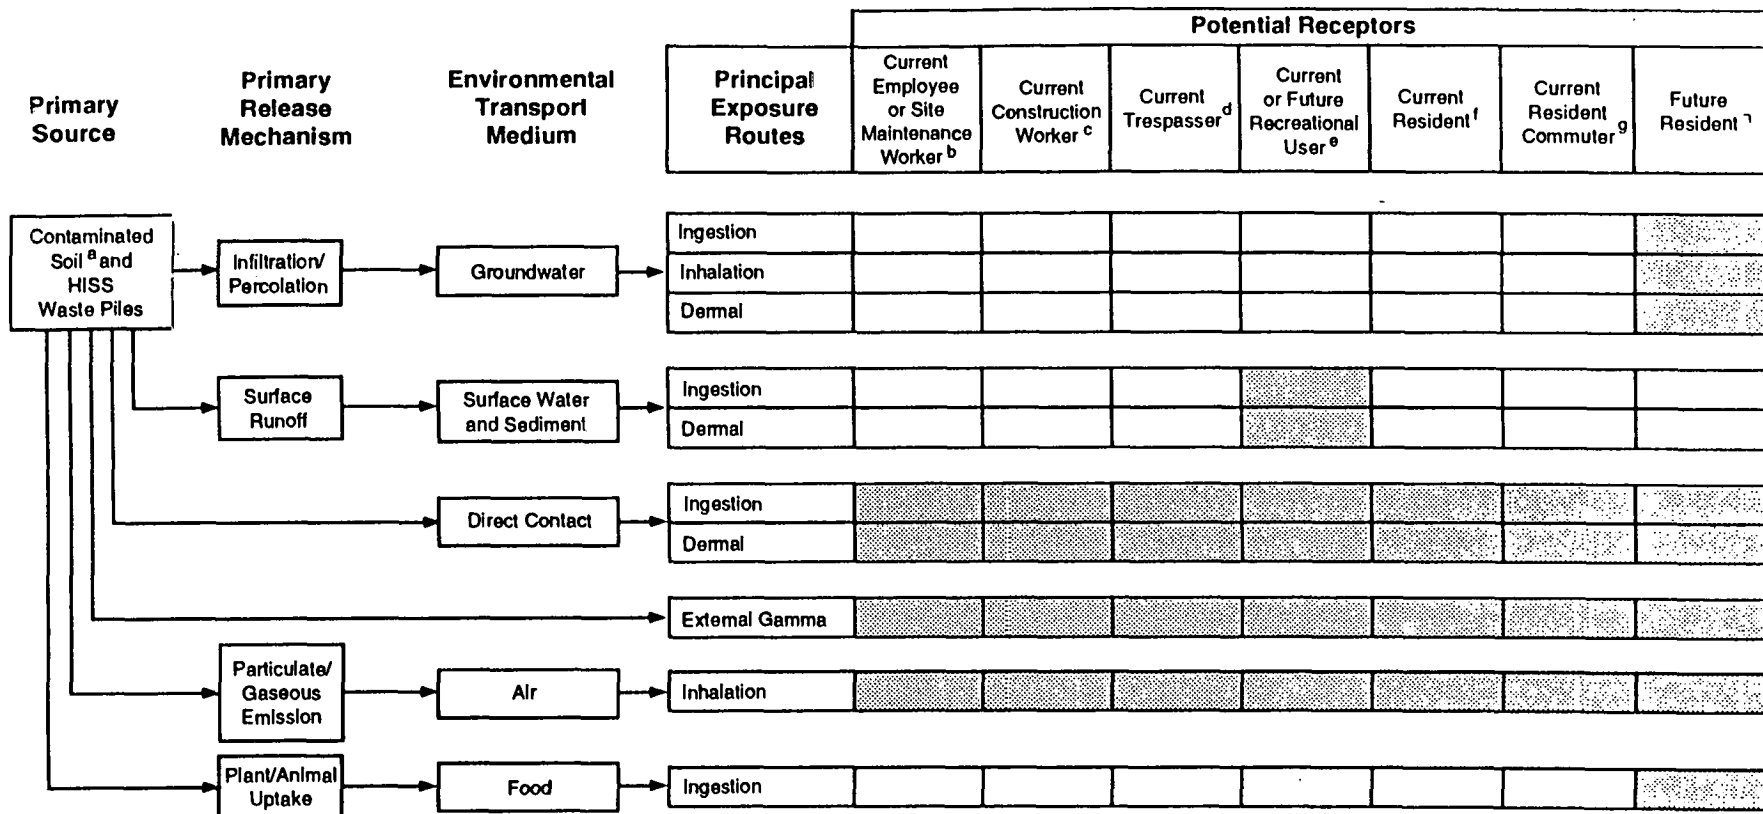 Potential Receptors
Primary
Source
Primary
Release
Mechanism
Environmental
Transport
Medium
Principal
Exposure
Routes
Current
Employee
or Site
Maintenance
Worker b
Current
Construction
Worker c
Current
Trespasser d
Current
or Future
Recreational
User e
Current
Resident f
Current
Resident
Commuter g
Future
Resident
Contaminated
Soil a and
HISS
Waste Piles
Infiltration/
Percolation
Groundwater
Ingestion
Inhalation
Dermal
Surface
Runoff
Surface Water
and Sediment
Ingestion
Dermal
Direct Contact
Ingestion
Dermal
External Gamma
Particulate/
Gaseous
Emission
Air
Inhalation
Plant/Animal
Uptake
Food
Ingestion